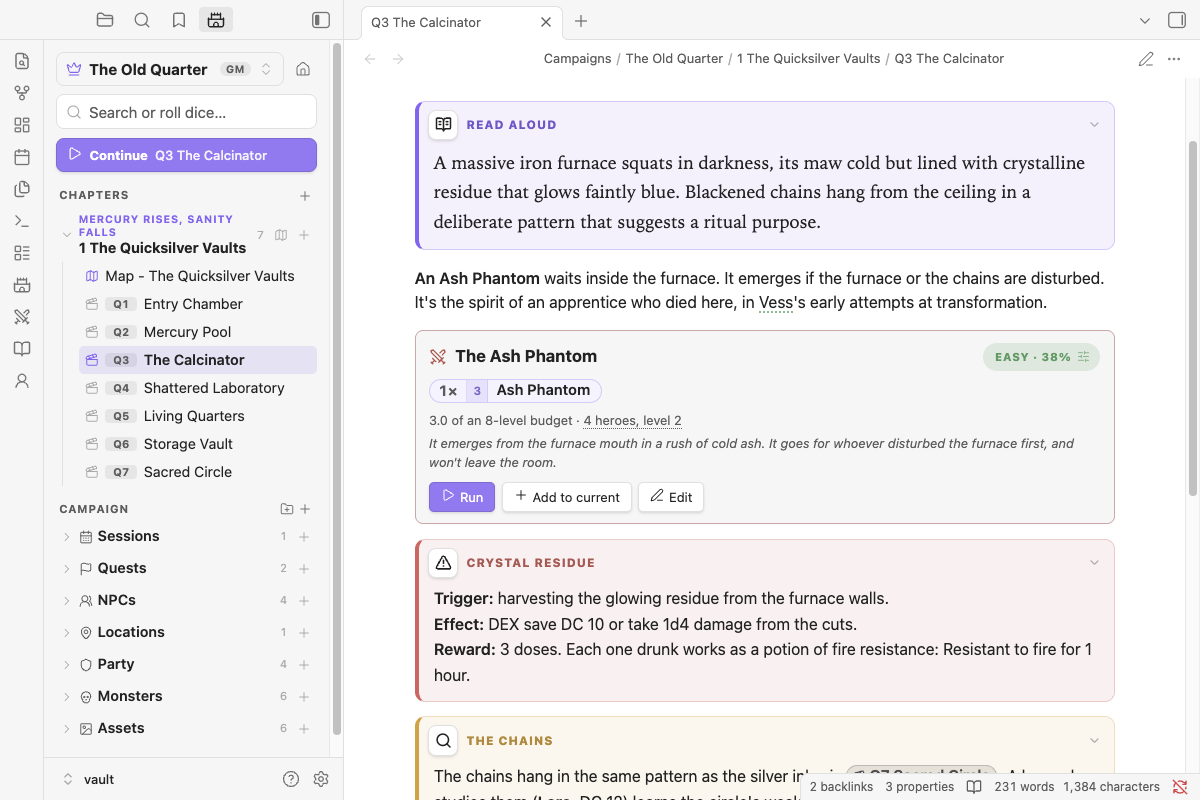 Q3 The Calcinator
The Old Quarter GM
Campaigns / The Old Quarter / 1 The Quicksilver Vaults / Q3 The Calcinator
Search or roll dice...
Continue Q3 The Calcinator
CHAPTERS
MERCURY RISES, SANITY
FALLS
1 The Quicksilver Vaults
7
Map - The Quicksilver Vaults
Q1 Entry Chamber
Q2 Mercury Pool
Q3 The Calcinator
Q4 Shattered Laboratory
Q5 Living Quarters
Q6 Storage Vault
Q7 Sacred Circle
CAMPAIGN
Sessions 1
Quests 2
NPCs 4
Locations 1
Party 4
Monsters 6
Assets 6
vault
READ ALOUD
A massive iron furnace squats in darkness, its maw cold but lined with crystalline
residue that glows faintly blue. Blackened chains hang from the ceiling in a
deliberate pattern that suggests a ritual purpose.
An Ash Phantom waits inside the furnace. It emerges if the furnace or the chains are disturbed.
It's the spirit of an apprentice who died here, in Vess's early attempts at transformation.
The Ash Phantom
EASY · 38%
1× 3 Ash Phantom
3.0 of an 8-level budget · 4 heroes, level 2
It emerges from the furnace mouth in a rush of cold ash. It goes for whoever disturbed the furnace first, and
won't leave the room.
Run
Add to current
Edit
CRYSTAL RESIDUE
Trigger: harvesting the glowing residue from the furnace walls.
Effect: DEX save DC 10 or take 1d4 damage from the cuts.
Reward: 3 doses. Each one drunk works as a potion of fire resistance: Resistant to fire for 1
hour.
THE CHAINS
The chains hang in the same pattern as the silver
2 backlinks 3 properties 231 words 1,384 characters